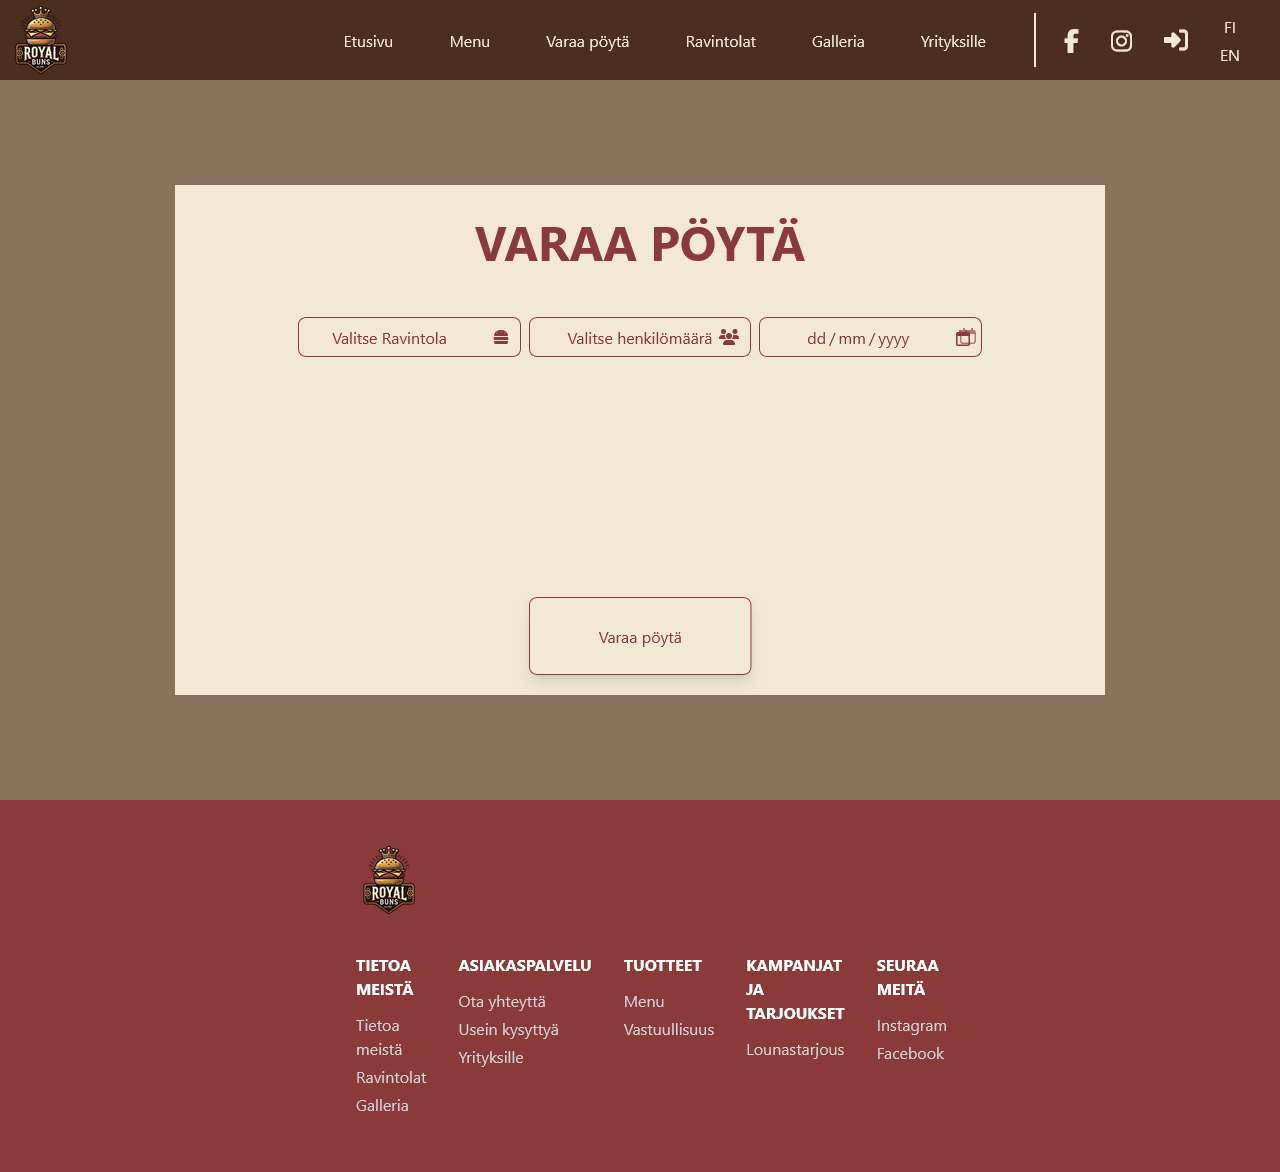 ROYAL
BUNS
Etusivu Menu Varaa pöytä Ravintolat Galleria Yrityksille
FI
EN
VARAA PÖYTÄ
Valitse Ravintola Valitse henkilömäärä dd/mm/yyyy
Varaa pöytä
ROYAL
BUNS
TIETOA
MEISTÄ
Tietoa
meistä
Ravintolat
Galleria
ASIAKASPALVELU
Ota yhteyttä
Usein kysyttyä
Yrityksille
TUOTTEET
Menu
Vastuullisuus
KAMPANJAT
JA
TARJOUKSET
Lounastarjous
SEURAA
MEITÄ
Instagram
Facebook